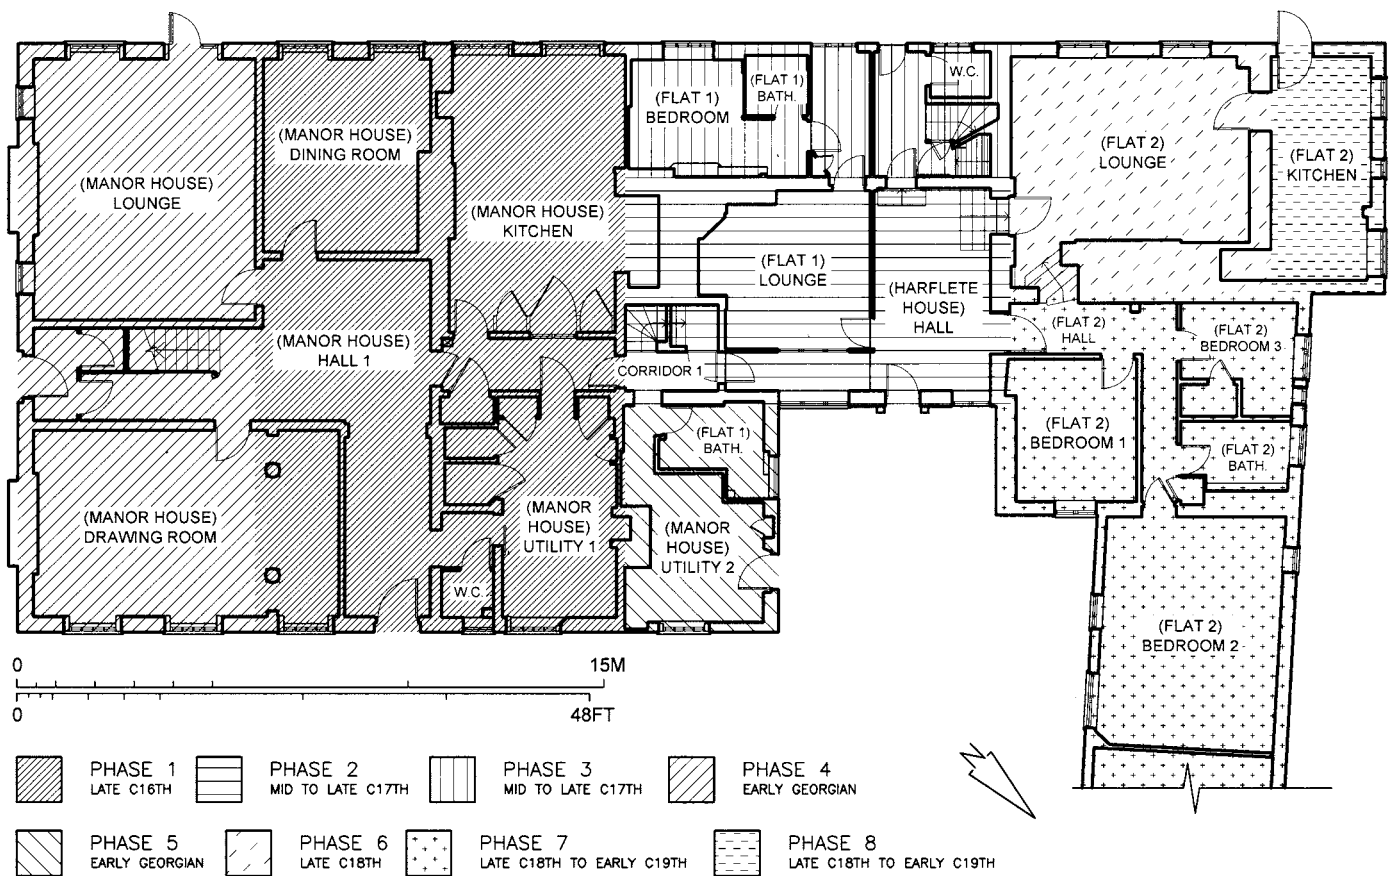 (MANOR HOUSE)
LOUNGE
(MANOR HOUSE)
DINING ROOM
(MANOR HOUSE)
KITCHEN
(FLAT 1)
BEDROOM
(FLAT 1)
BATH.
W.C.
(FLAT 2)
LOUNGE
(FLAT 2)
KITCHEN
(FLAT 1)
LOUNGE
(HARFLETE
HOUSE)
HALL
(MANOR HOUSE)
HALL 1
CORRIDOR 1
(FLAT 2)
HALL
(FLAT 2)
BEDROOM 3
(FLAT 2)
BEDROOM 1
(FLAT 1)
BATH.
(FLAT 2)
BATH.
(MANOR HOUSE)
DRAWING ROOM
(MANOR
HOUSE)
UTILITY 1
(MANOR
HOUSE)
UTILITY 2
W.C.
(FLAT 2)
BEDROOM 2
0 15M
0 48FT
PHASE 1
LATE C16TH
PHASE 2
MID TO LATE C17TH
PHASE 3
MID TO LATE C17TH
PHASE 4
EARLY GEORGIAN
PHASE 5
EARLY GEORGIAN
PHASE 6
LATE C18TH
PHASE 7
LATE C18TH TO EARLY C19TH
PHASE 8
LATE C18TH TO EARLY C19TH
N